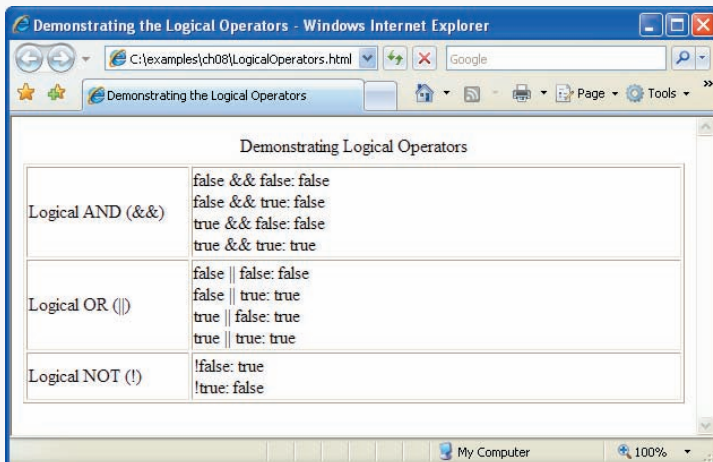 Demonstrating the Logical Operators - Windows Internet Explorer
C:\examples\ch08\LogicalOperators.html
Google
Demonstrating the Logical Operators
Page
Tools
»
Demonstrating Logical Operators
Logical AND (&&)
false && false: false
false && true: false
true && false: false
true && true: true
Logical OR (||)
false || false: false
false || true: true
true || false: true
true || true: true
Logical NOT (!)
!false: true
!true: false
My Computer
100%